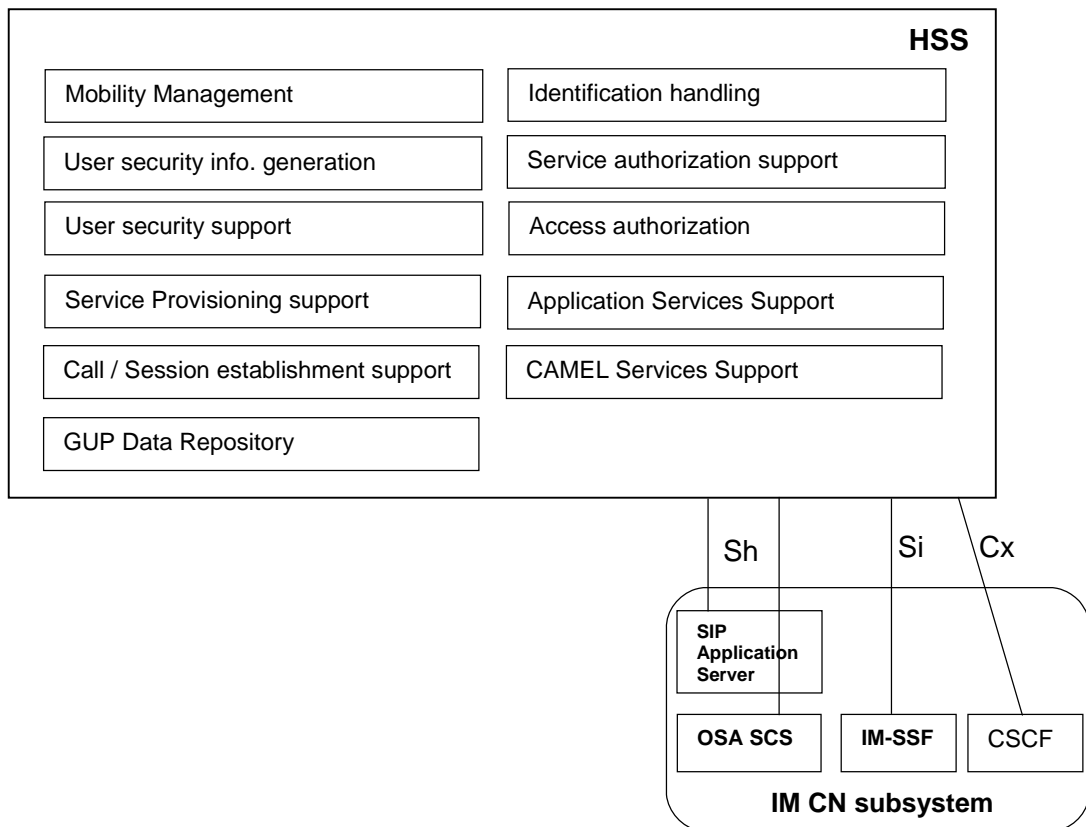 HSS
Mobility Management
Identification handling
User security info. generation
Service authorization support
User security support
Access authorization
Service Provisioning support
Application Services Support
Call / Session establishment support
CAMEL Services Support
GUP Data Repository
Sh
Si
Cx
SIP
Application
Server
OSA SCS
IM-SSF
CSCF
IM CN subsystem